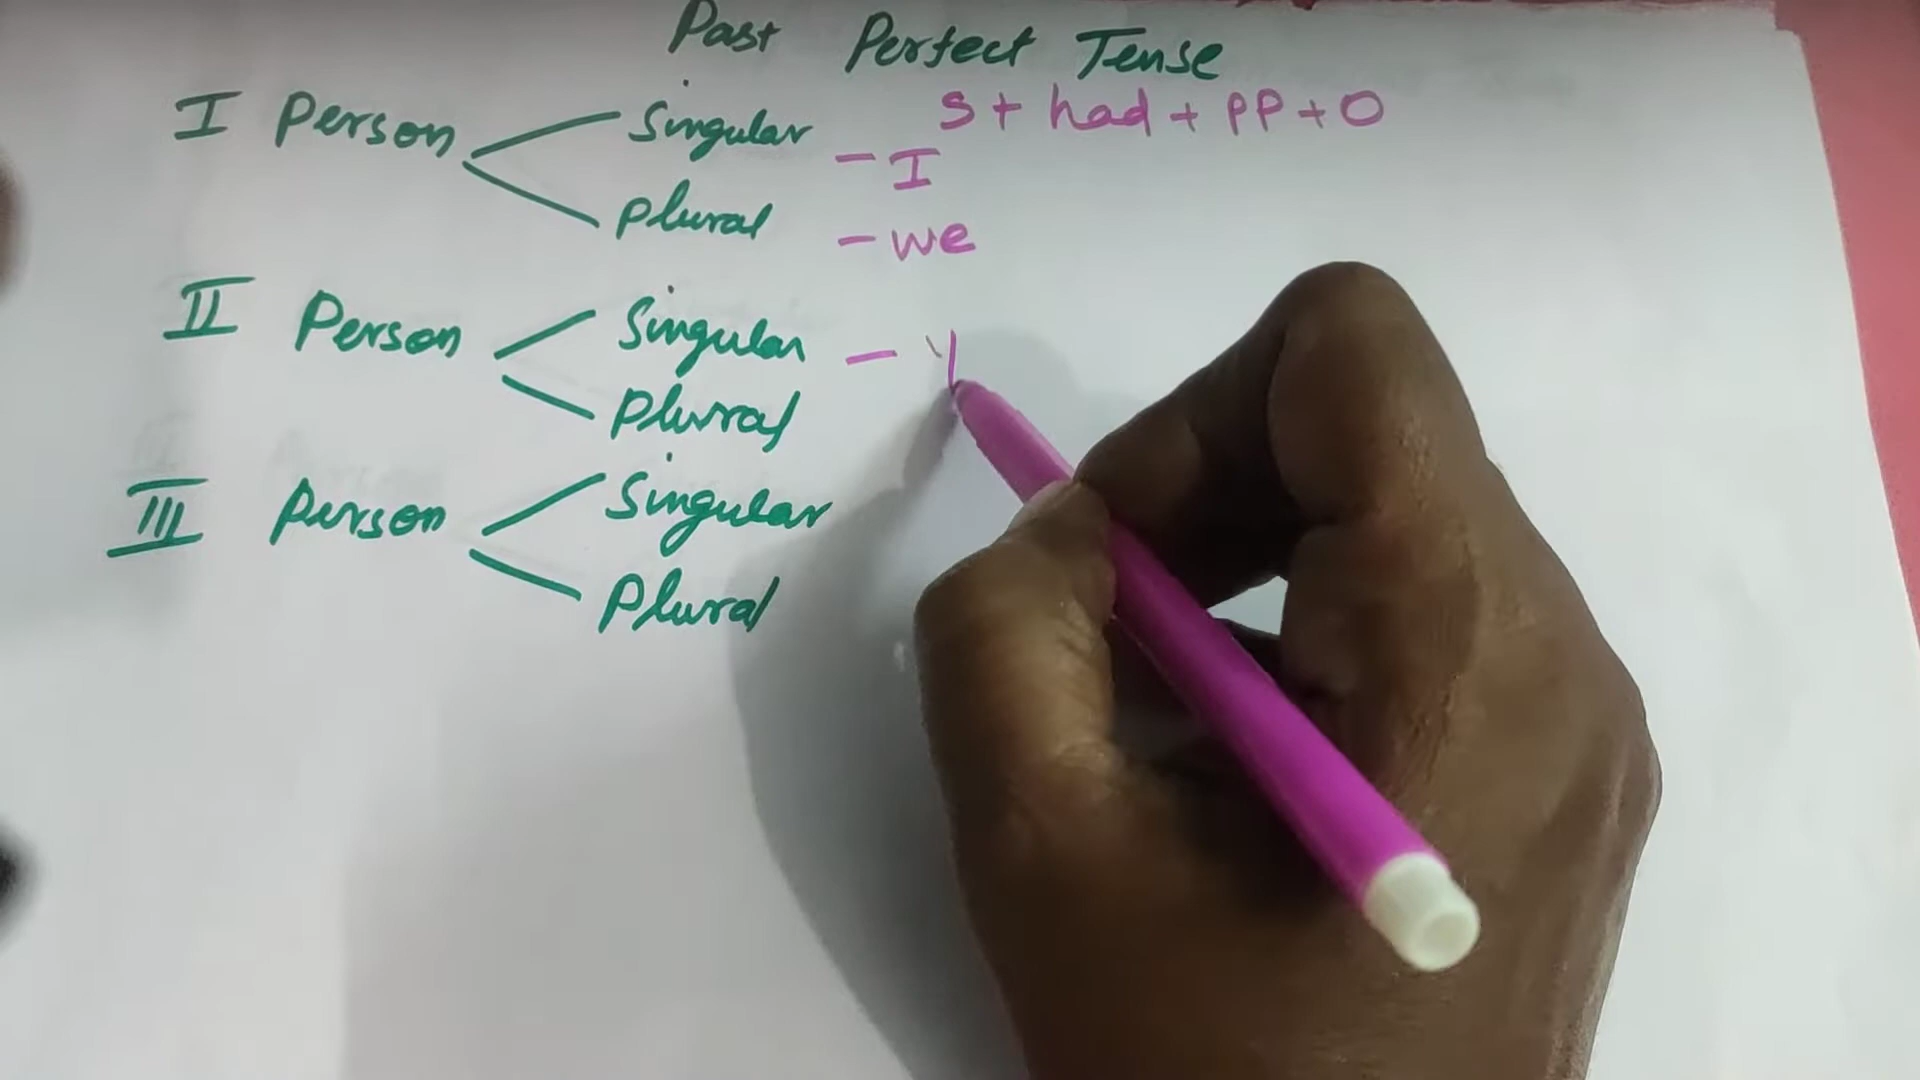 Past Perfect Tense
S + had + PP + O
I Person
Singular - I
Plural - we
II Person
Singular - y
Plural
III Person
Singular
Plural